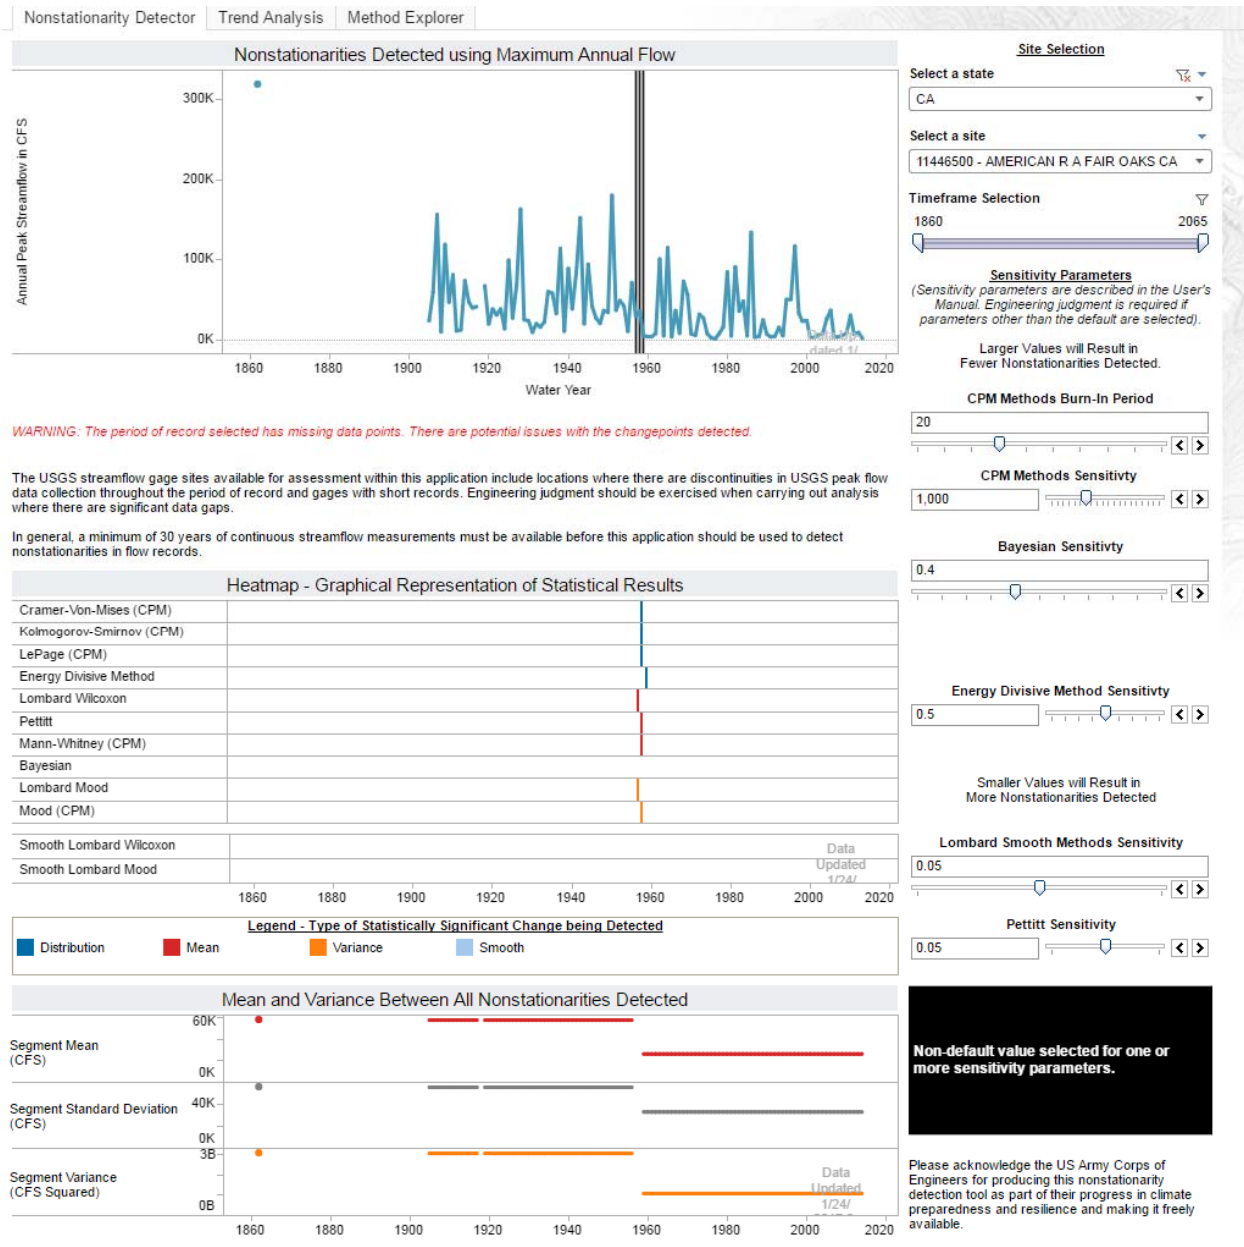 Nonstationarity Detector
Trend Analysis
Method Explorer
Nonstationarities Detected using Maximum Annual Flow
Annual Peak Streamflow in CFS
300K
200K
100K
0K
Data Up
dated 1/
1860 1880 1900 1920 1940 1960 1980 2000 2020
Water Year
WARNING: The period of record selected has missing data points. There are potential issues with the changepoints detected.
The USGS streamflow gage sites available for assessment within this application include locations where there are discontinuities in USGS peak flow
data collection throughout the period of record and gages with short records. Engineering judgment should be exercised when carrying out analysis
where there are significant data gaps.
In general, a minimum of 30 years of continuous streamflow measurements must be available before this application should be used to detect
nonstationarities in flow records.
Heatmap - Graphical Representation of Statistical Results
Cramer-Von-Mises (CPM)
Kolmogorov-Smirnov (CPM)
LePage (CPM)
Energy Divisive Method
Lombard Wilcoxon
Pettitt
Mann-Whitney (CPM)
Bayesian
Lombard Mood
Mood (CPM)
Smooth Lombard Wilcoxon
Smooth Lombard Mood
Data
Updated
1/24/
1860 1880 1900 1920 1940 1960 1980 2000 2020
Legend - Type of Statistically Significant Change being Detected
Distribution
Mean
Variance
Smooth
Mean and Variance Between All Nonstationarities Detected
Segment Mean
(CFS)
60K
0K
Segment Standard Deviation
(CFS)
40K
0K
Segment Variance
(CFS Squared)
3B
0B
Data
Updated
1/24/
1860 1880 1900 1920 1940 1960 1980 2000 2020
Site Selection
Select a state
CA
Select a site
11446500 - AMERICAN R A FAIR OAKS CA
Timeframe Selection
1860 2065
Sensitivity Parameters
(Sensitivity parameters are described in the User's
Manual. Engineering judgment is required if
parameters other than the default are selected).
Larger Values will Result in
Fewer Nonstationarities Detected.
CPM Methods Burn-In Period
20
CPM Methods Sensitivty
1,000
Bayesian Sensitivty
0.4
Energy Divisive Method Sensitivty
0.5
Smaller Values will Result in
More Nonstationarities Detected
Lombard Smooth Methods Sensitivity
0.05
Pettitt Sensitivity
0.05
Non-default value selected for one or
more sensitivity parameters.
Please acknowledge the US Army Corps of
Engineers for producing this nonstationarity
detection tool as part of their progress in climate
preparedness and resilience and making it freely
available.